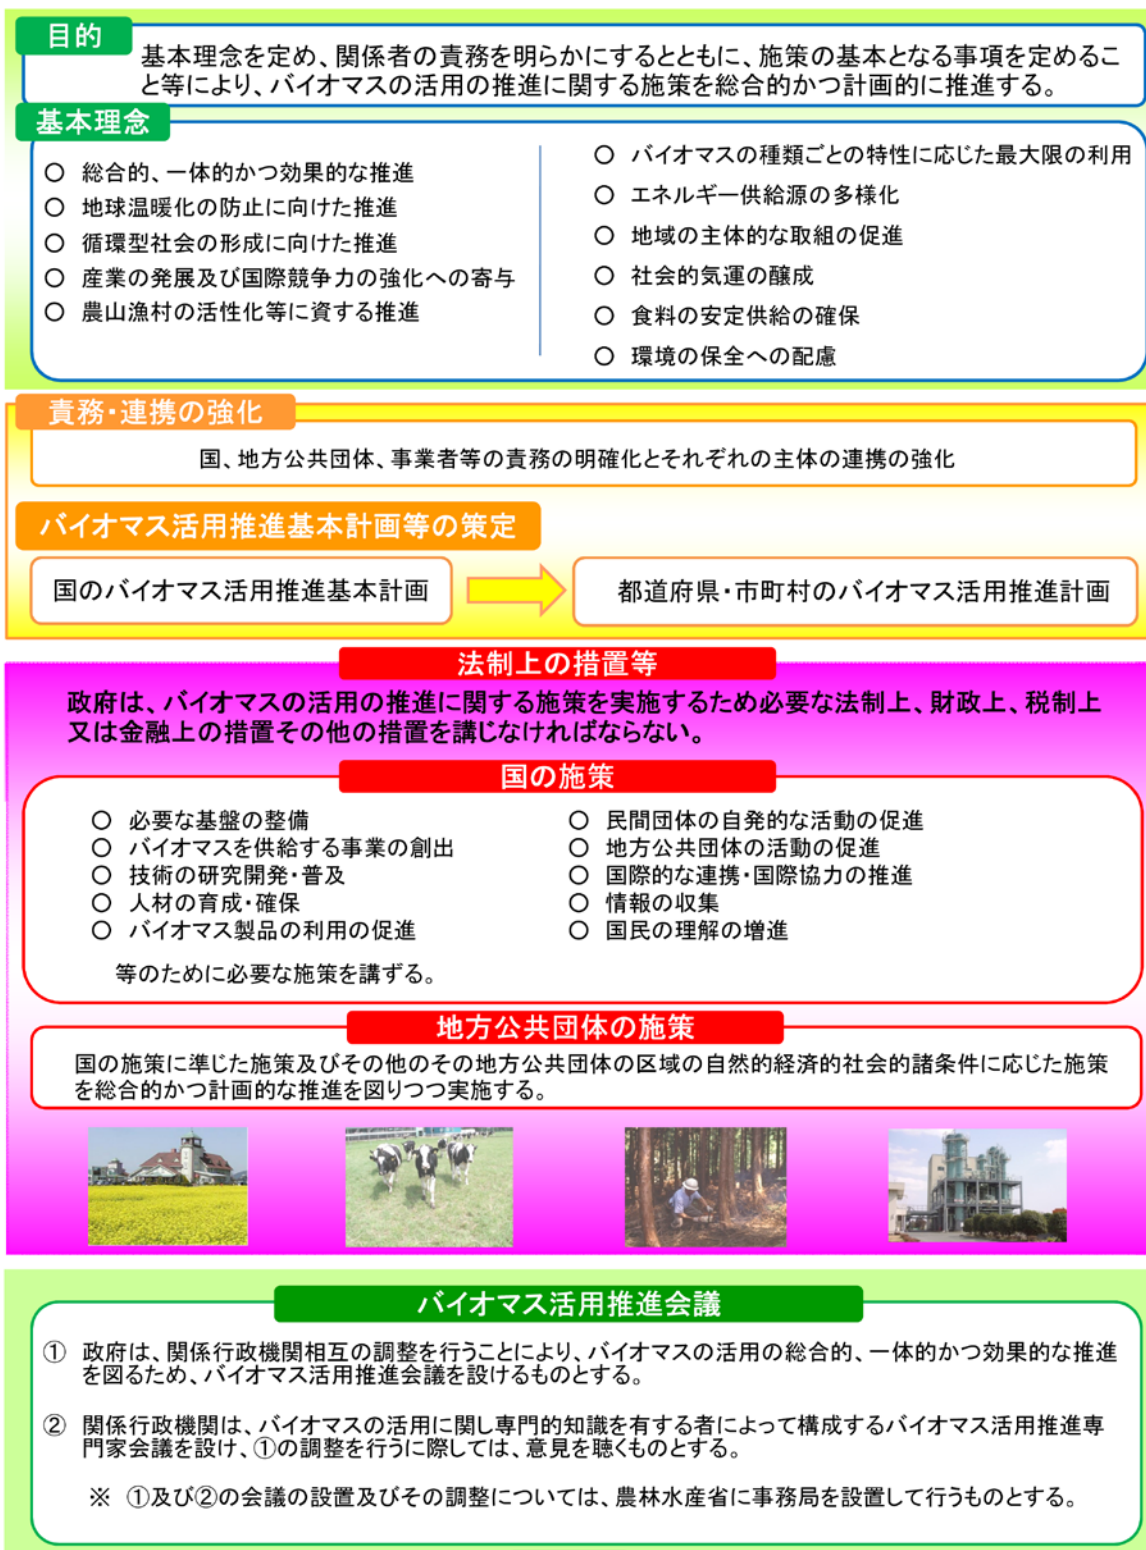 目的
基本理念を定め、関係者の責務を明らかにするとともに、施策の基本となる事項を定めるこ
と等により、バイオマスの活用の推進に関する施策を総合的かつ計画的に推進する。
基本理念
○ 総合的、一体的かつ効果的な推進
○ 地球温暖化の防止に向けた推進
○ 循環型社会の形成に向けた推進
○ 産業の発展及び国際競争力の強化への寄与
○ 農山漁村の活性化等に資する推進
○ バイオマスの種類ごとの特性に応じた最大限の利用
○ エネルギー供給源の多様化
○ 地域の主体的な取組の促進
○ 社会的気運の醸成
○ 食料の安定供給の確保
○ 環境の保全への配慮
責務・連携の強化
国、地方公共団体、事業者等の責務の明確化とそれぞれの主体の連携の強化
バイオマス活用推進基本計画等の策定
国のバイオマス活用推進基本計画
都道府県・市町村のバイオマス活用推進計画
法制上の措置等
政府は、バイオマスの活用の推進に関する施策を実施するため必要な法制上、財政上、税制上
又は金融上の措置その他の措置を講じなければならない。
国の施策
○ 必要な基盤の整備
○ バイオマスを供給する事業の創出
○ 技術の研究開発・普及
○ 人材の育成・確保
○ バイオマス製品の利用の促進
○ 民間団体の自発的な活動の促進
○ 地方公共団体の活動の促進
○ 国際的な連携・国際協力の推進
○ 情報の収集
○ 国民の理解の増進
等のために必要な施策を講ずる。
地方公共団体の施策
国の施策に準じた施策及びその他のその地方公共団体の区域の自然的経済的社会的諸条件に応じた施策
を総合的かつ計画的な推進を図りつつ実施する。
バイオマス活用推進会議
① 政府は、関係行政機関相互の調整を行うことにより、バイオマスの活用の総合的、一体的かつ効果的な推進
を図るため、バイオマス活用推進会議を設けるものとする。
② 関係行政機関は、バイオマスの活用に関し専門的知識を有する者によって構成するバイオマス活用推進専
門家会議を設け、①の調整を行うに際しては、意見を聴くものとする。
※ ①及び②の会議の設置及びその調整については、農林水産省に事務局を設置して行うものとする。